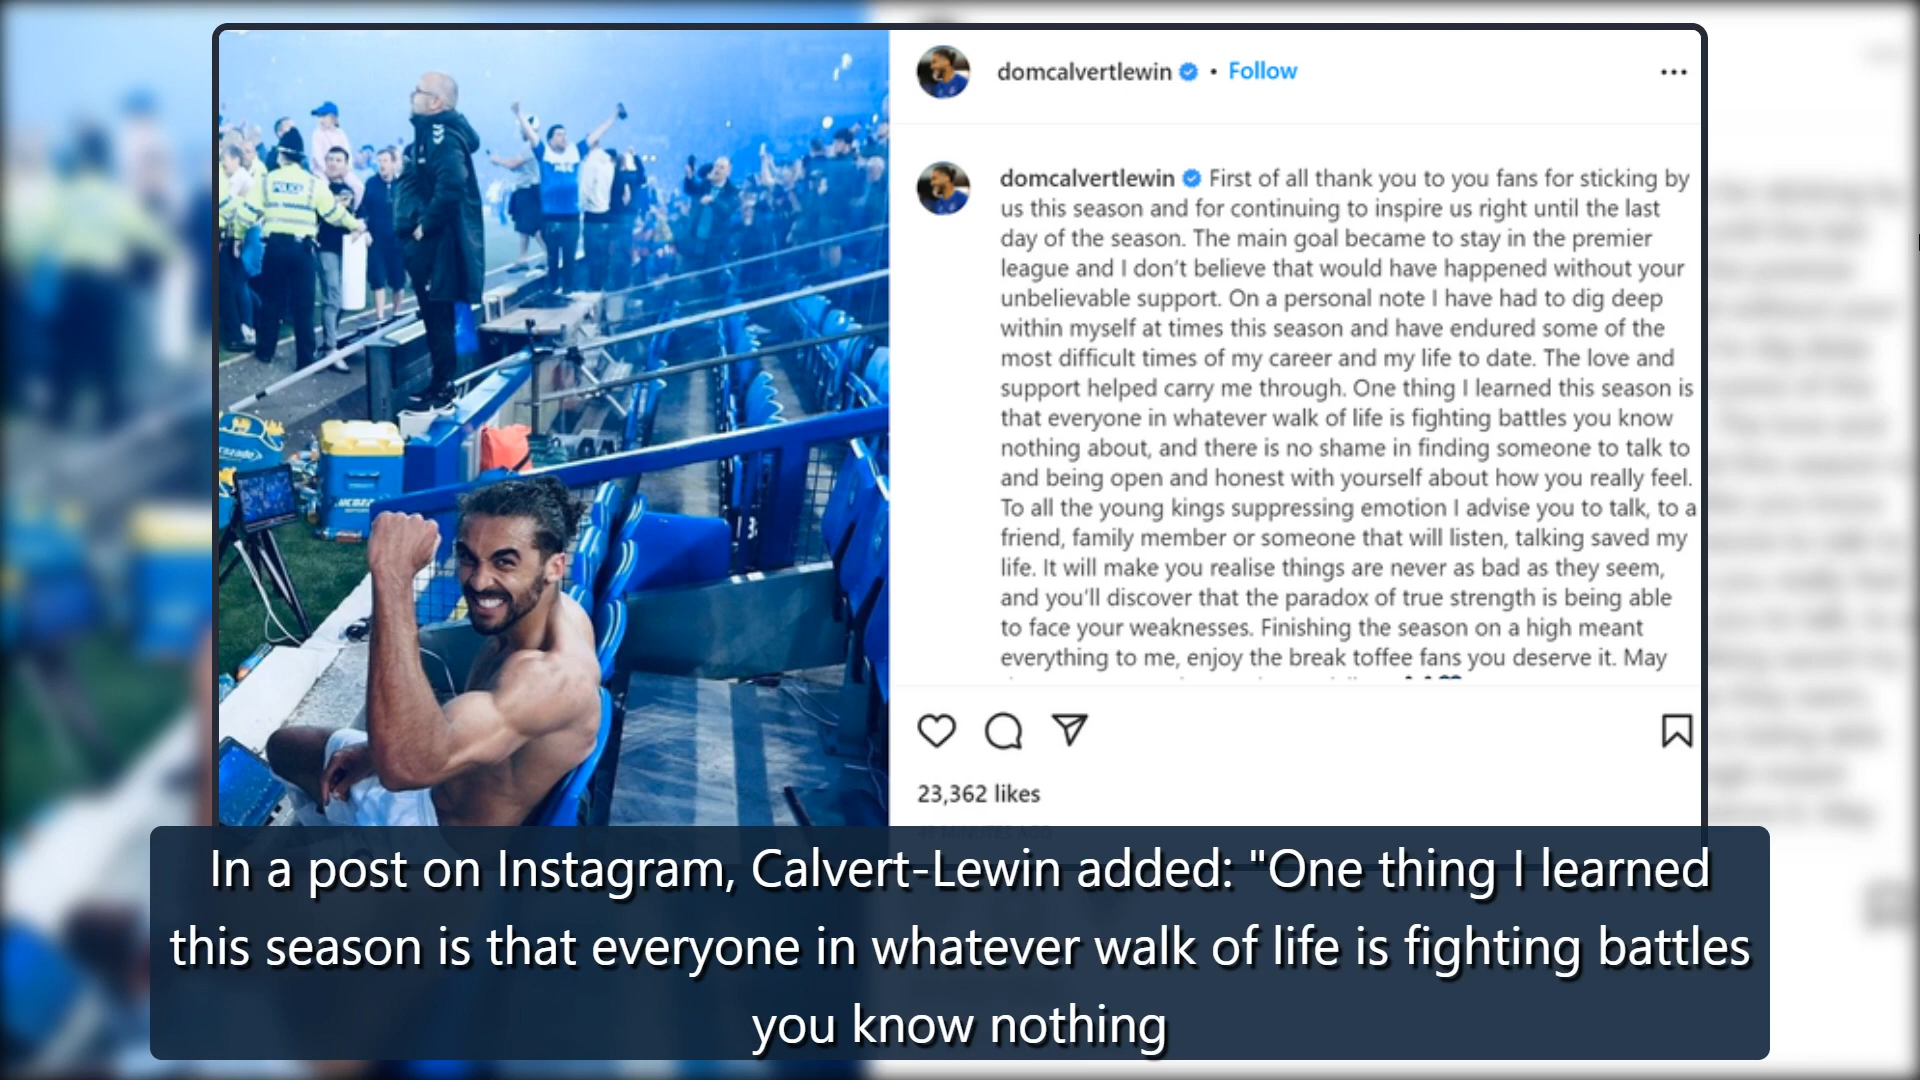 domcalvertlewin • Follow
domcalvertlewin First of all thank you to you fans for sticking by
us this season and for continuing to inspire us right until the last
day of the season. The main goal became to stay in the premier
league and I don't believe that would have happened without your
unbelievable support. On a personal note I have had to dig deep
within myself at times this season and have endured some of the
most difficult times of my career and my life to date. The love and
support helped carry me through. One thing I learned this season is
that everyone in whatever walk of life is fighting battles you know
nothing about, and there is no shame in finding someone to talk to
and being open and honest with yourself about how you really feel.
To all the young kings suppressing emotion I advise you to talk, to a
friend, family member or someone that will listen, talking saved my
life. It will make you realise things are never as bad as they seem,
and you'll discover that the paradox of true strength is being able
to face your weaknesses. Finishing the season on a high meant
everything to me, enjoy the break toffee fans you deserve it. May
23,362 likes
POLICE
In a post on Instagram, Calvert-Lewin added: "One thing I learned
this season is that everyone in whatever walk of life is fighting battles
you know nothing